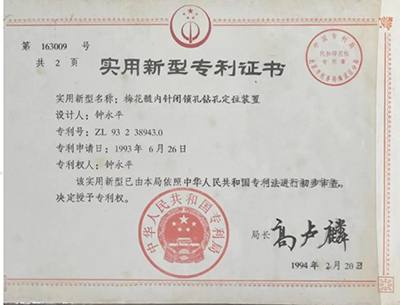 第 163009 号
共 2 页
实用新型专利证书
实用新型名称：梅花髓内针闭锁孔钻孔定位装置
设计人：钟永平
专利号：ZL 93 2 38943.0
专利申请日：1993 年 6 月 26 日
专利权人：钟永平
该实用新型已由本局依照中华人民共和国专利法进行初步审查，
决定授予专利权。
中华人民共和国专利局
局长
高卢麟
1994 年 2 月 20 日